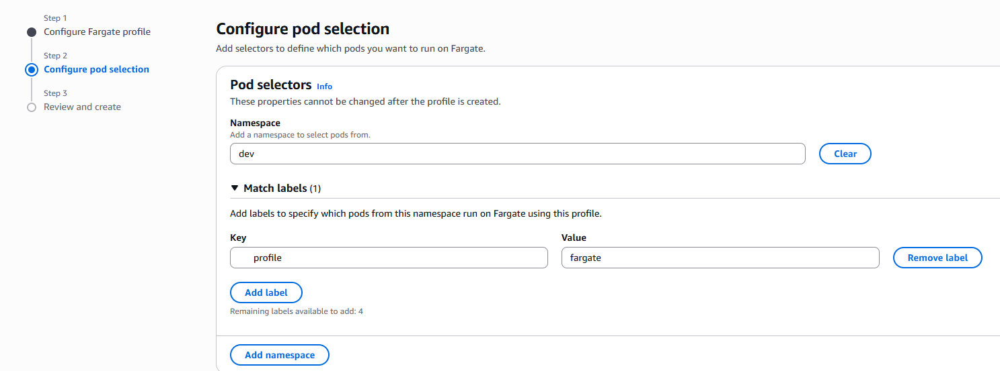 Step 1
Configure Fargate profile
Step 2
Configure pod selection
Step 3
Review and create
Configure pod selection
Add selectors to define which pods you want to run on Fargate.
Pod selectors Info
These properties cannot be changed after the profile is created.
Namespace
Add a namespace to select pods from.
dev
Clear
Match labels (1)
Add labels to specify which pods from this namespace run on Fargate using this profile.
Key Value
profile fargate Remove label
Add label
Remaining labels available to add: 4
Add namespace